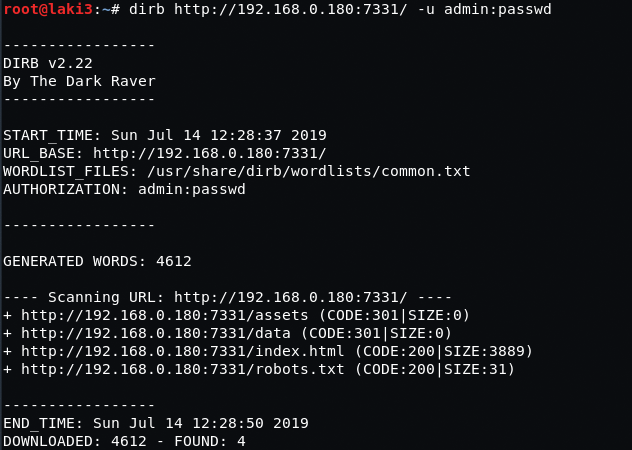 root@laki3:~# dirb http://192.168.0.180:7331/ -u admin:passwd
-----------------
DIRB v2.22
By The Dark Raver
-----------------
START_TIME: Sun Jul 14 12:28:37 2019
URL_BASE: http://192.168.0.180:7331/
WORDLIST_FILES: /usr/share/dirb/wordlists/common.txt
AUTHORIZATION: admin:passwd
-----------------
GENERATED WORDS: 4612
---- Scanning URL: http://192.168.0.180:7331/ ----
+ http://192.168.0.180:7331/assets (CODE:301|SIZE:0)
+ http://192.168.0.180:7331/data (CODE:301|SIZE:0)
+ http://192.168.0.180:7331/index.html (CODE:200|SIZE:3889)
+ http://192.168.0.180:7331/robots.txt (CODE:200|SIZE:31)
-----------------
END_TIME: Sun Jul 14 12:28:50 2019
DOWNLOADED: 4612 - FOUND: 4